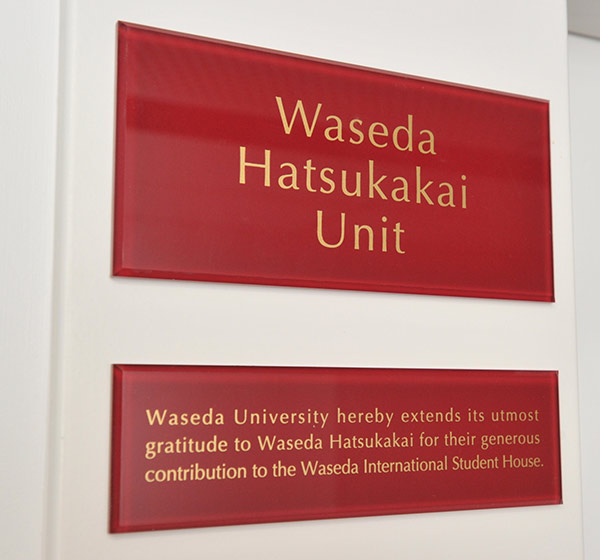 Waseda
Hatsukakai
Unit
Waseda University hereby extends its utmost
gratitude to Waseda Hatsukakai for their generous
contribution to the Waseda International Student House.